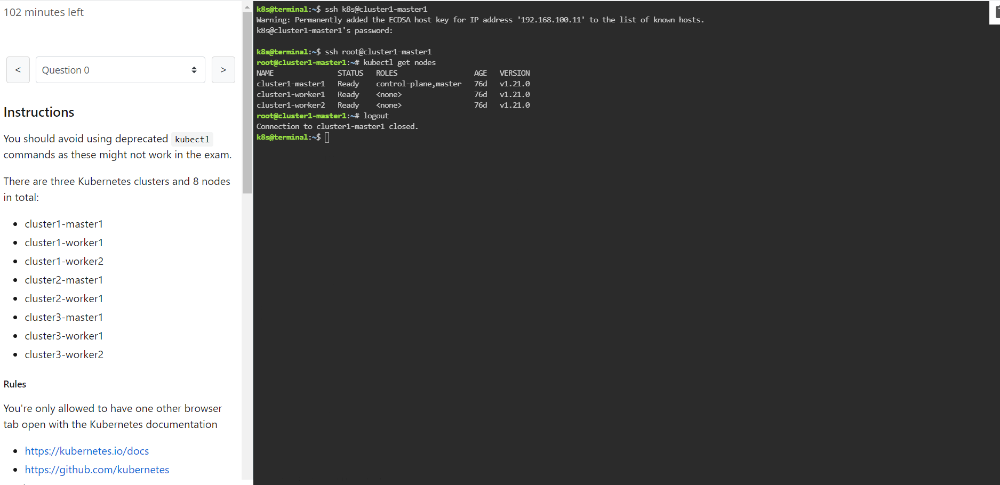 102 minutes left
<
Question 0
>
Instructions
You should avoid using deprecated kubectl
commands as these might not work in the exam.
There are three Kubernetes clusters and 8 nodes
in total:
cluster1-master1
cluster1-worker1
cluster1-worker2
cluster2-master1
cluster2-worker1
cluster3-master1
cluster3-worker1
cluster3-worker2
Rules
You're only allowed to have one other browser
tab open with the Kubernetes documentation
https://kubernetes.io/docs
https://github.com/kubernetes
k8s@terminal:~$ ssh k8s@cluster1-master1
Warning: Permanently added the ECDSA host key for IP address '192.168.100.11' to the list of known hosts.
k8s@cluster1-master1's password:
k8s@terminal:~$ ssh root@cluster1-master1
root@cluster1-master1:~# kubectl get nodes
NAME STATUS ROLES AGE VERSION
cluster1-master1 Ready control-plane,master 76d v1.21.0
cluster1-worker1 Ready <none> 76d v1.21.0
cluster1-worker2 Ready <none> 76d v1.21.0
root@cluster1-master1:~# logout
Connection to cluster1-master1 closed.
k8s@terminal:~$